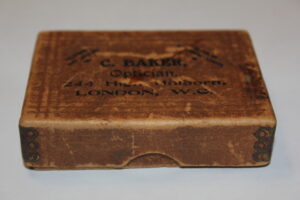 C. BAKER,
Optician,
244 High Holborn,
LONDON, W.C.